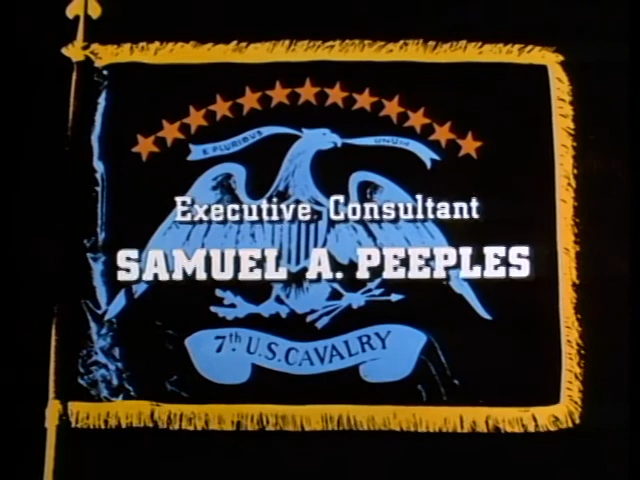 E PLURIBUS UNUM
Executive Consultant
SAMUEL A. PEEPLES
7th U.S. CAVALRY